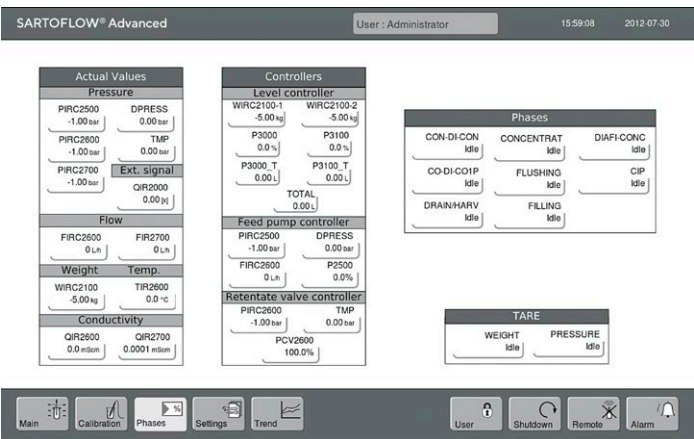 SARTOFLOW® Advanced
User : Administrator
15:59:08
2012-07-30
Actual Values
Pressure
PIRC2500 DPRESS
-1.00 bar 0.00 bar
PIRC2600 TMP
-1.00 bar 0.00 bar
PIRC2700 Ext. signal
-1.00 bar
QIR2000
0.00 [s]
Flow
FIRC2600 FIR2700
0 L/h 0 L/h
Weight Temp.
WIRC2100 TIR2600
-5.00 kg 0.0 °C
Conductivity
QIR2600 QIR2700
0.0 mScm 0.0001 mScm
Controllers
Level controller
WIRC2100-1 WIRC2100-2
-5.00 kg -5.00 kg
P3000 P3100
0.0 % 0.0 %
P3000_T P3100_T
0.00 L 0.00 L
TOTAL
0.00 L
Feed pump controller
PIRC2500 DPRESS
-1.00 bar 0.00 bar
FIRC2600 P2500
0 L/h 0.0%
Retentate valve controller
PIRC2600 TMP
-1.00 bar 0.00 bar
PCV2600
100.0%
Phases
CON-DI-CON CONCENTRAT DIAFI-CONC
Idle Idle Idle
CO-DI-CO1P FLUSHING CIP
Idle Idle Idle
DRAIN/HARV FILLING
Idle Idle
TARE
WEIGHT PRESSURE
Idle Idle
Main
Calibration
%
Phases
Settings
Trend
User
Shutdown
Remote
Alarm